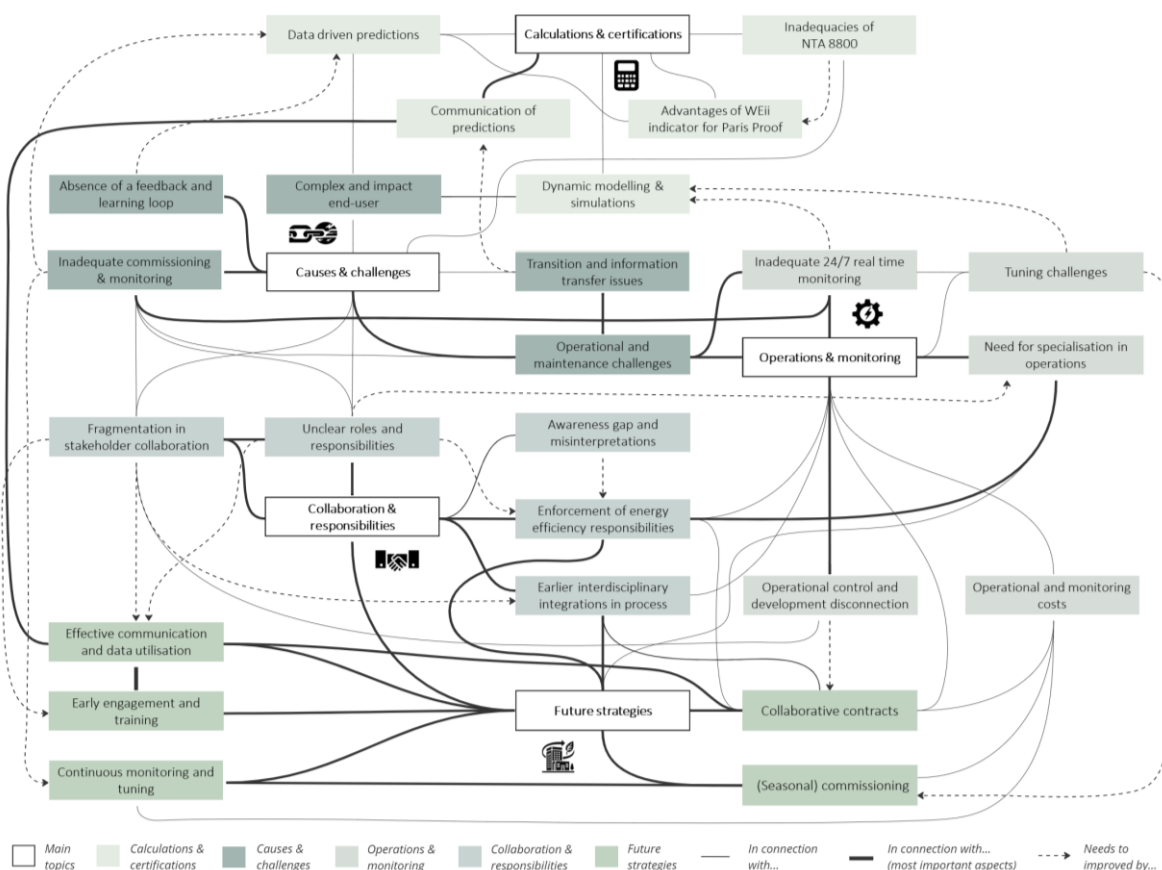 Data driven predictions
Calculations & certifications
Inadequacies of
NTA 8800
Communication of
predictions
Advantages of WEii
indicator for Paris Proof
Absence of a feedback and
learning loop
Complex and impact
end-user
Dynamic modelling &
simulations
Inadequate commissioning
& monitoring
Causes & challenges
Transition and information
transfer issues
Inadequate 24/7 real time
monitoring
Tuning challenges
Operational and
maintenance challenges
Operations & monitoring
Need for specialisation in
operations
Fragmentation in
stakeholder collaboration
Unclear roles and
responsibilities
Awareness gap and
misinterpretations
Collaboration &
responsibilities
Enforcement of energy
efficiency responsibilities
Earlier interdisciplinary
integrations in process
Operational control and
development disconnection
Operational and monitoring
costs
Effective communication
and data utilisation
Early engagement and
training
Future strategies
Collaborative contracts
Continuous monitoring and
tuning
(Seasonal) commissioning
Main
topics
Calculations &
certifications
Causes &
challenges
Operations &
monitoring
Collaboration &
responsibilities
Future
strategies
In connection
with...
In connection with...
(most important aspects)
Needs to
improved by...